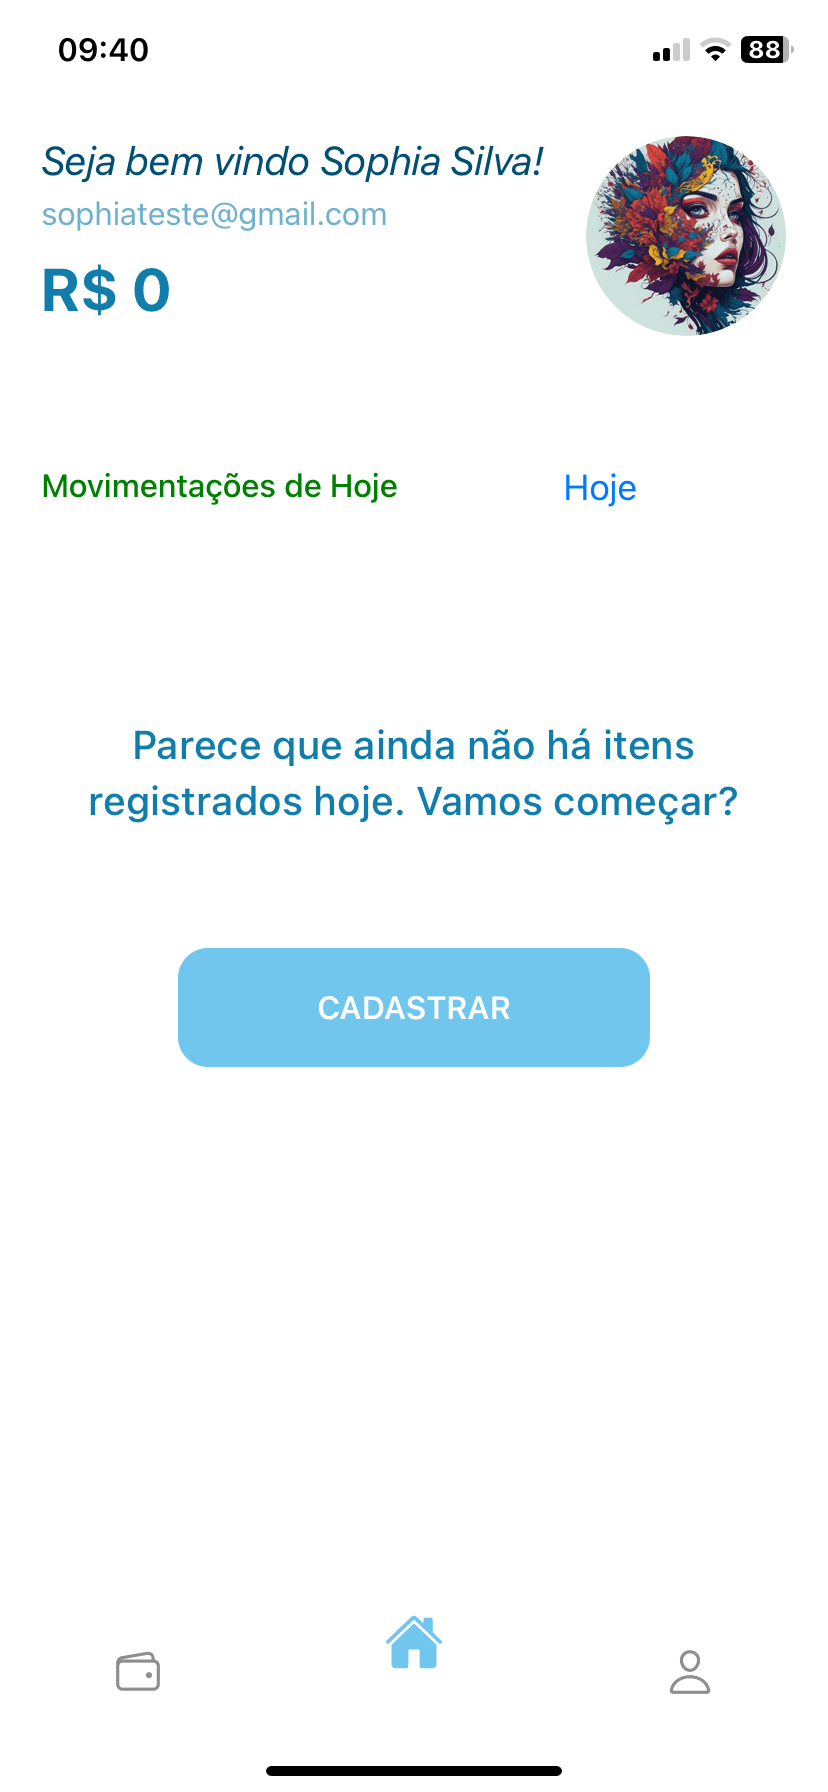 09:40
88
Seja bem vindo Sophia Silva!
sophiateste@gmail.com
R$ 0
Movimentações de Hoje
Hoje
Parece que ainda não há itens
registrados hoje. Vamos começar?
CADASTRAR